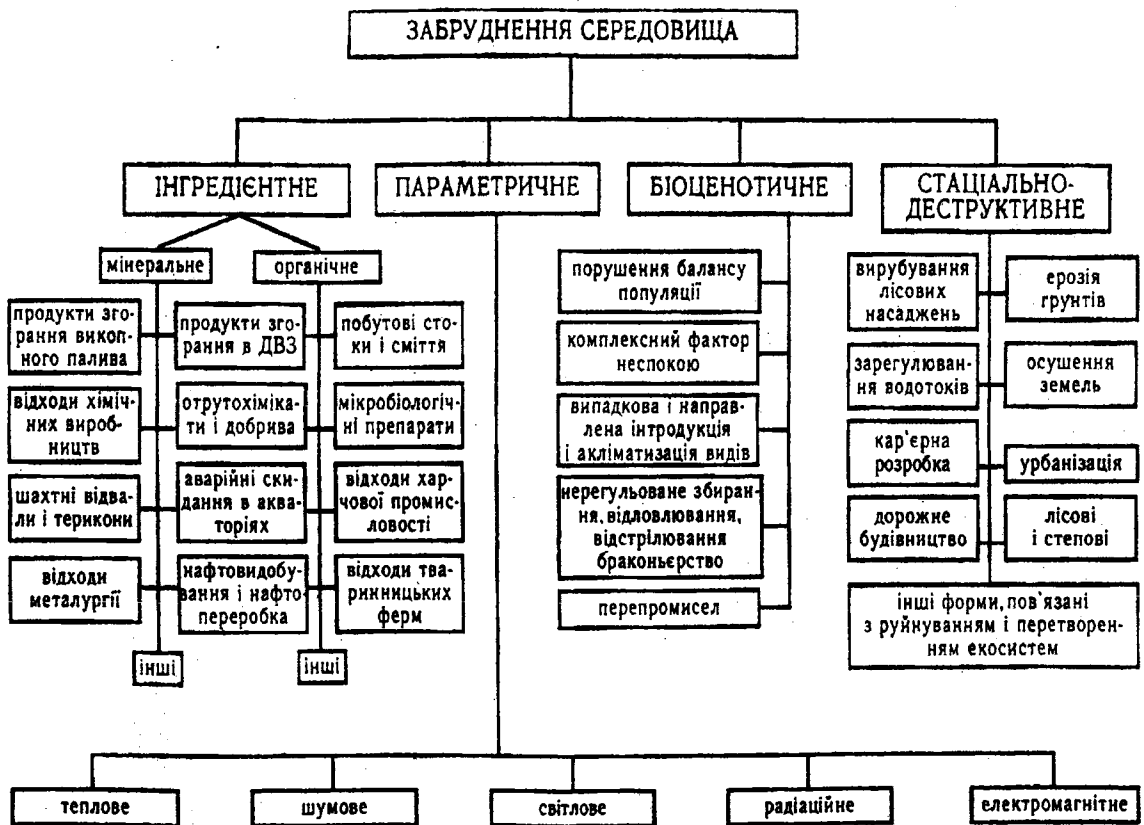 ЗАБРУДНЕННЯ СЕРЕДОВИЩА
ІНГРЕДІЄНТНЕ
ПАРАМЕТРИЧНЕ
БІОЦЕНОТИЧНЕ
СТАЦІАЛЬНО-
ДЕСТРУКТИВНЕ
мінеральне
органічне
продукти зго-
рання викоп-
ного палива
продукти зго-
рання в ДВЗ
побутові сто-
ки і сміття
відходи хіміч-
них вироб-
ництв
отрутохіміка-
ти і добрива
мікробіологіч-
ні препарати
шахтні відва-
ли і терикони
аварійні ски-
дання в аква-
торіях
відходи хар-
чової промис-
ловості
відходи
металургії
нафтовидобу-
вання і нафто-
переробка
відходи тва-
ринницьких
ферм
інші
інші
порушення балансу
популяції
комплексний фактор
неспокою
випадкова і направ-
лена інтродукція
і акліматизація видів
нерегульоване збиран-
ня, відловлювання,
відстрілювання
браконьєрство
перепромисел
вирубування
лісових
насаджень
ерозія
ґрунтів
зарегулюван-
ня водотоків
осушення
земель
кар'єрна
розробка
урбанізація
дорожне
будівництво
лісові
і степові
інші форми, пов'язані
з руйнуванням і перетворен-
ням екосистем
теплове
шумове
світлове
радіаційне
електромагнітне